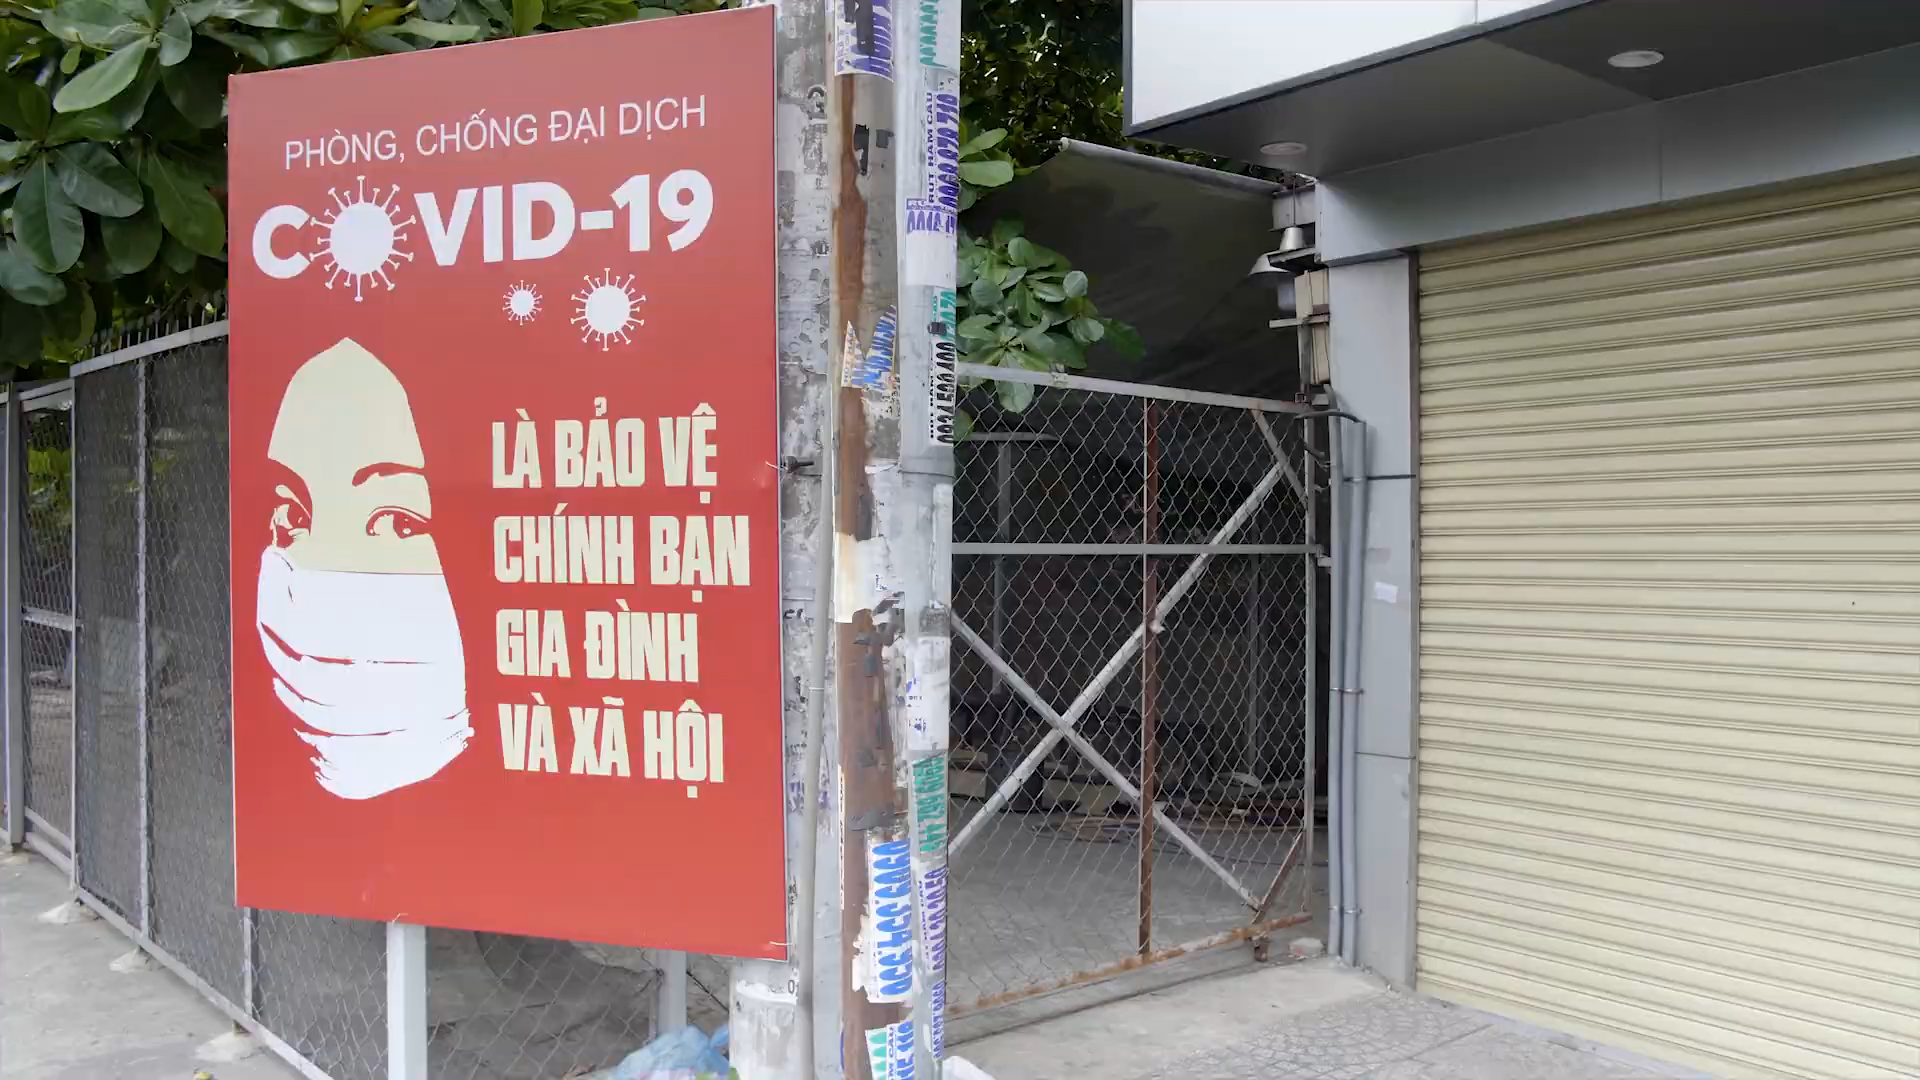 PHÒNG, CHỐNG ĐẠI DỊCH
COVID-19
LÀ BẢO VỆ
CHÍNH BẠN
GIA ĐÌNH
VÀ XÃ HỘI